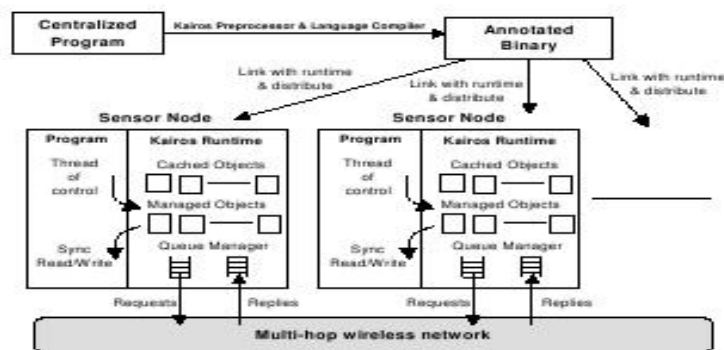 Centralized
Program
Kairos Preprocessor & Language Compiler
Annotated
Binary
Link with runtime
& distribute
Link with runtime
& distribute
Link with runtime
& distribute
Sensor Node
Program
Kairos Runtime
Thread
of
control
Cached Objects
Managed Objects
Queue Manager
Sync
Read/Write
Requests
Replies
Sensor Node
Program
Kairos Runtime
Thread
of
control
Cached Objects
Managed Objects
Queue Manager
Sync
Read/Write
Requests
Replies
Multi-hop wireless network